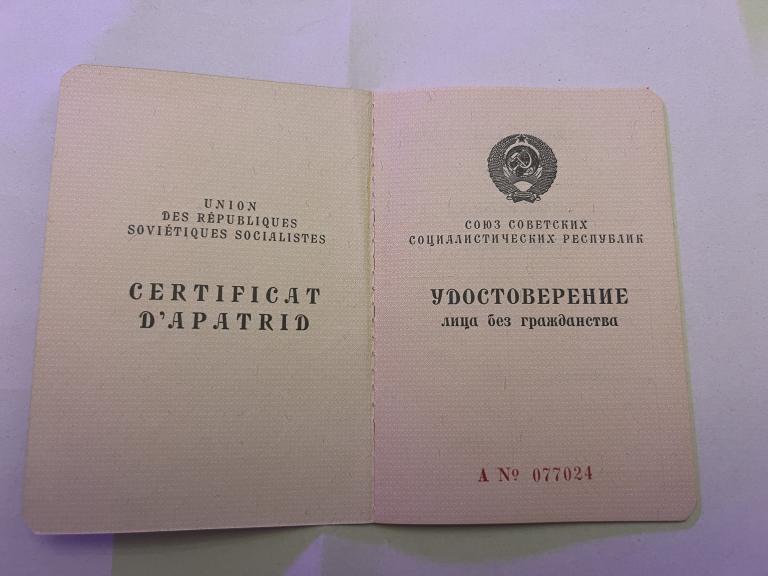 UNION
DES RÉPUBLIQUES
SOVIÉTIQUES SOCIALISTES
CERTIFICAT
D'APATRID
СОЮЗ СОВЕТСКИХ
СОЦИАЛИСТИЧЕСКИХ РЕСПУБЛИК
УДОСТОВЕРЕНИЕ
лица без гражданства
А № 077024